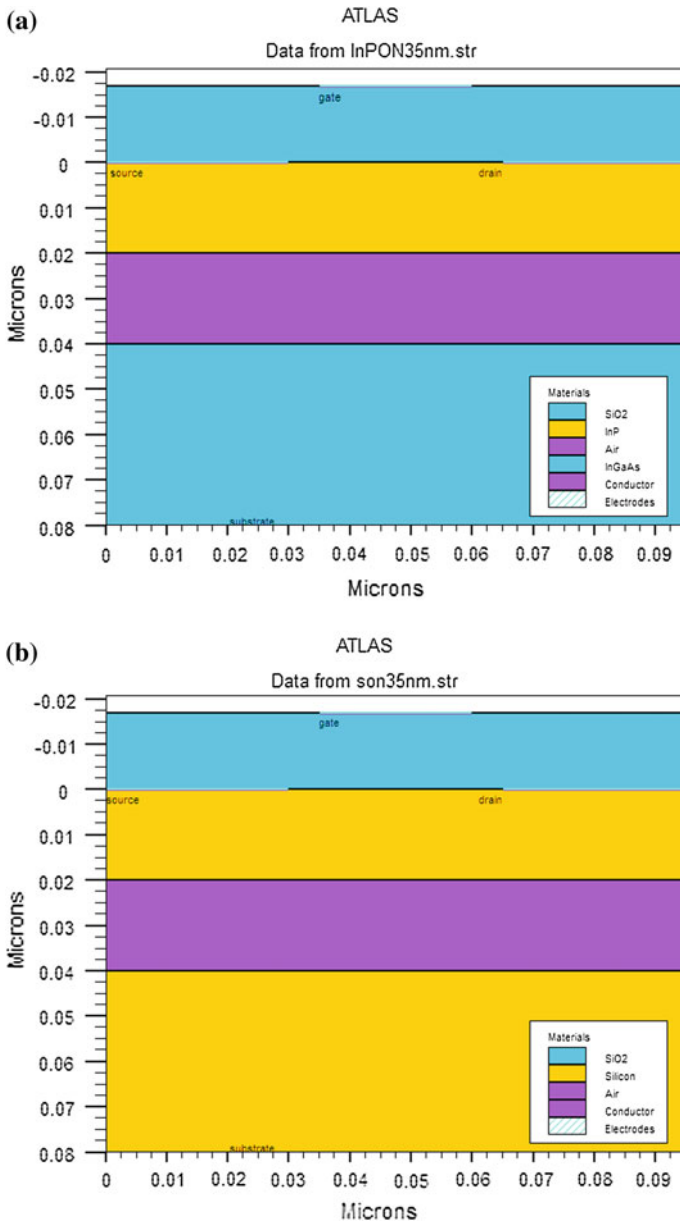 (a)
ATLAS
Data from InPON35nm.str
-0.02
-0.01
0
0.01
0.02
0.03
0.04
0.05
0.06
0.07
0.08
Microns
gate
source
drain
substrate
Materials
SiO2
InP
Air
InGaAs
Conductor
Electrodes
0 0.01 0.02 0.03 0.04 0.05 0.06 0.07 0.08 0.09
Microns
(b)
ATLAS
Data from son35nm.str
-0.02
-0.01
0
0.01
0.02
0.03
0.04
0.05
0.06
0.07
0.08
Microns
gate
source
drain
substrate
Materials
SiO2
Silicon
Air
Conductor
Electrodes
0 0.01 0.02 0.03 0.04 0.05 0.06 0.07 0.08 0.09
Microns